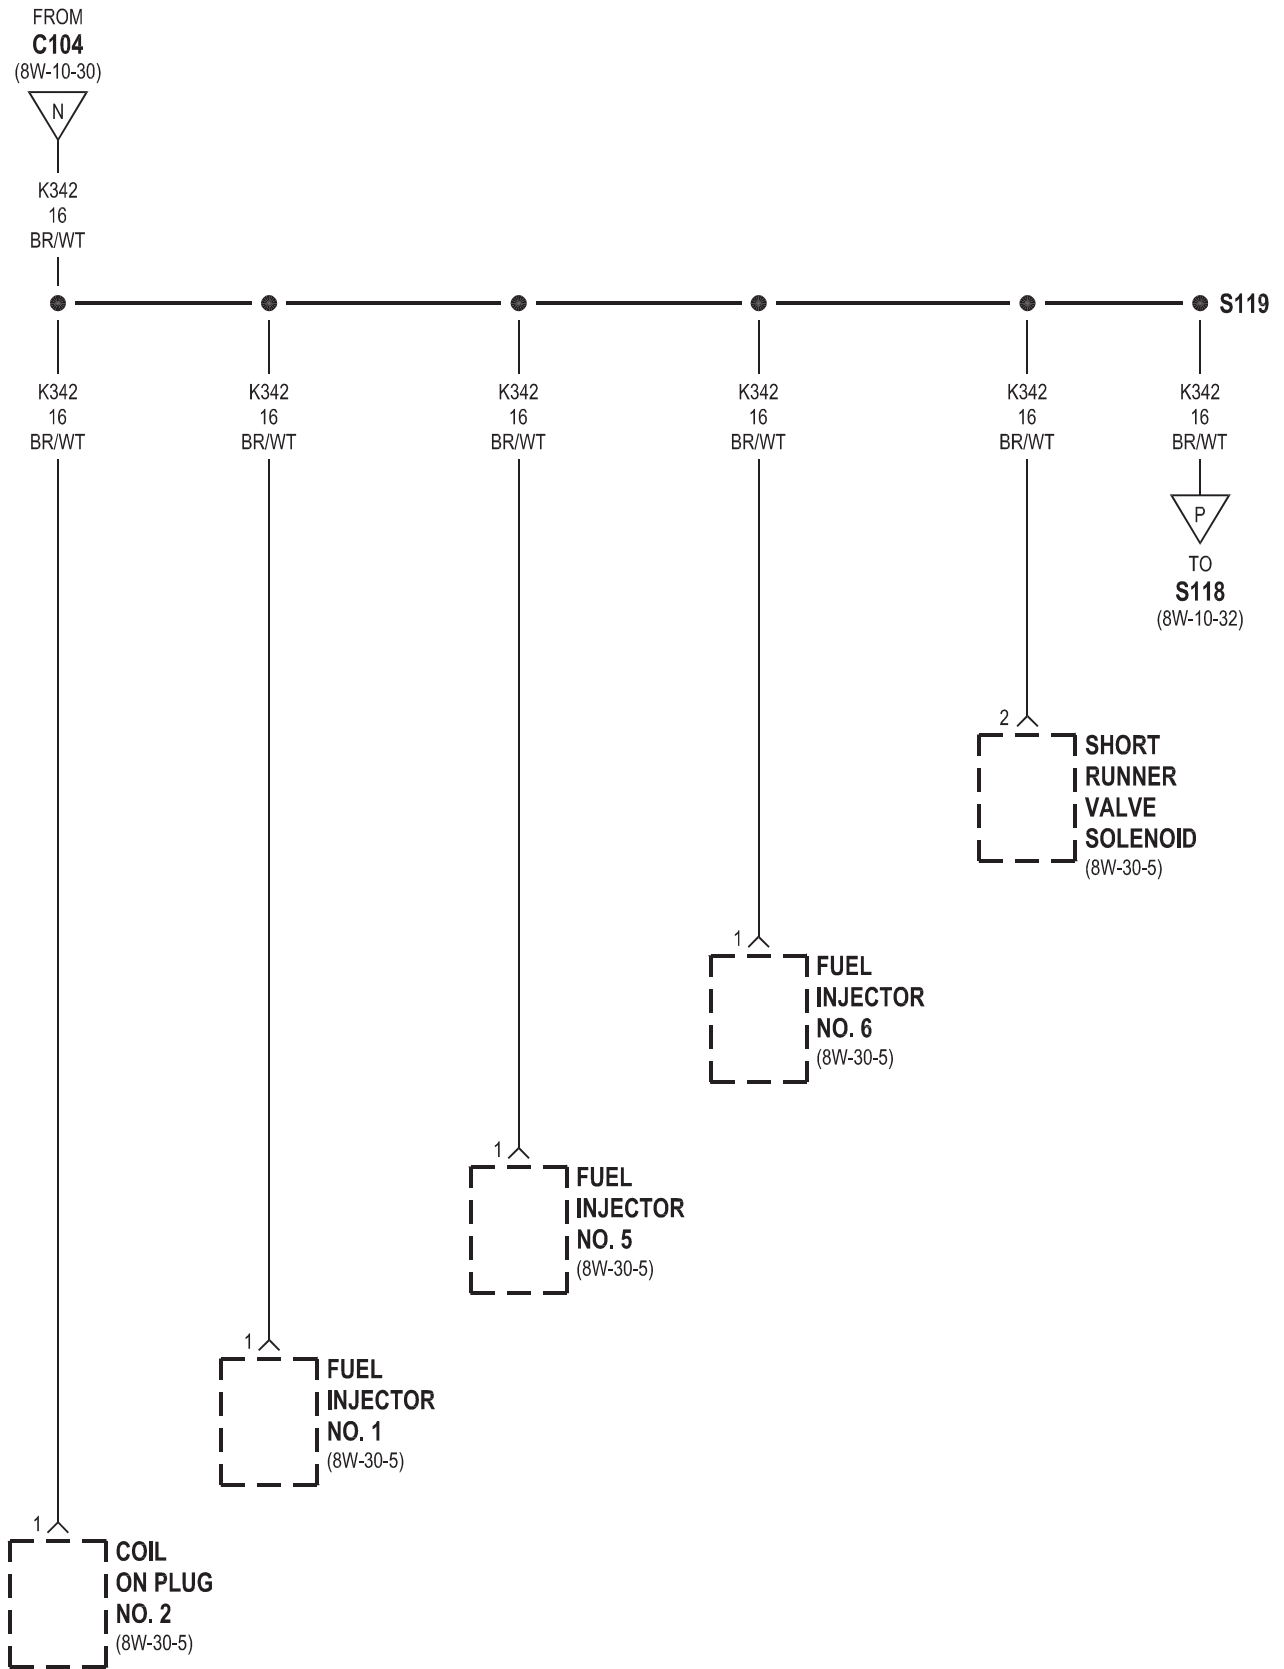 FROM
C104
(8W-10-30)
N
K342
16
BR/WT
S119
K342
16
BR/WT
K342
16
BR/WT
K342
16
BR/WT
K342
16
BR/WT
K342
16
BR/WT
K342
16
BR/WT
P
TO
S118
(8W-10-32)
2
SHORT
RUNNER
VALVE
SOLENOID
(8W-30-5)
1
FUEL
INJECTOR
NO. 6
(8W-30-5)
1
FUEL
INJECTOR
NO. 5
(8W-30-5)
1
FUEL
INJECTOR
NO. 1
(8W-30-5)
1
COIL
ON PLUG
NO. 2
(8W-30-5)